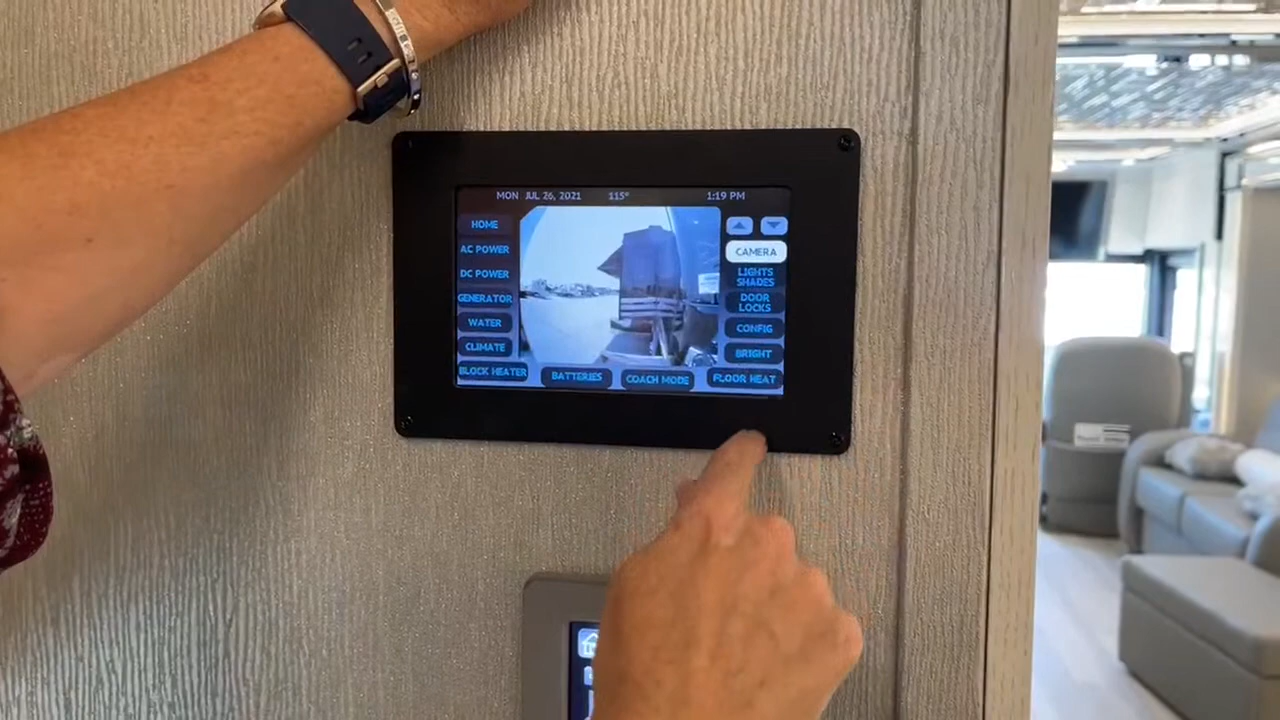 MON JUL 26, 2021 115° 1:19 PM
HOME
AC POWER
DC POWER
GENERATOR
WATER
CLIMATE
BLOCK HEATER
BATTERIES
COACH MODE
FLOOR HEAT
CAMERA
LIGHTS
SHADES
DOOR
LOCKS
CONFIG
BRIGHT